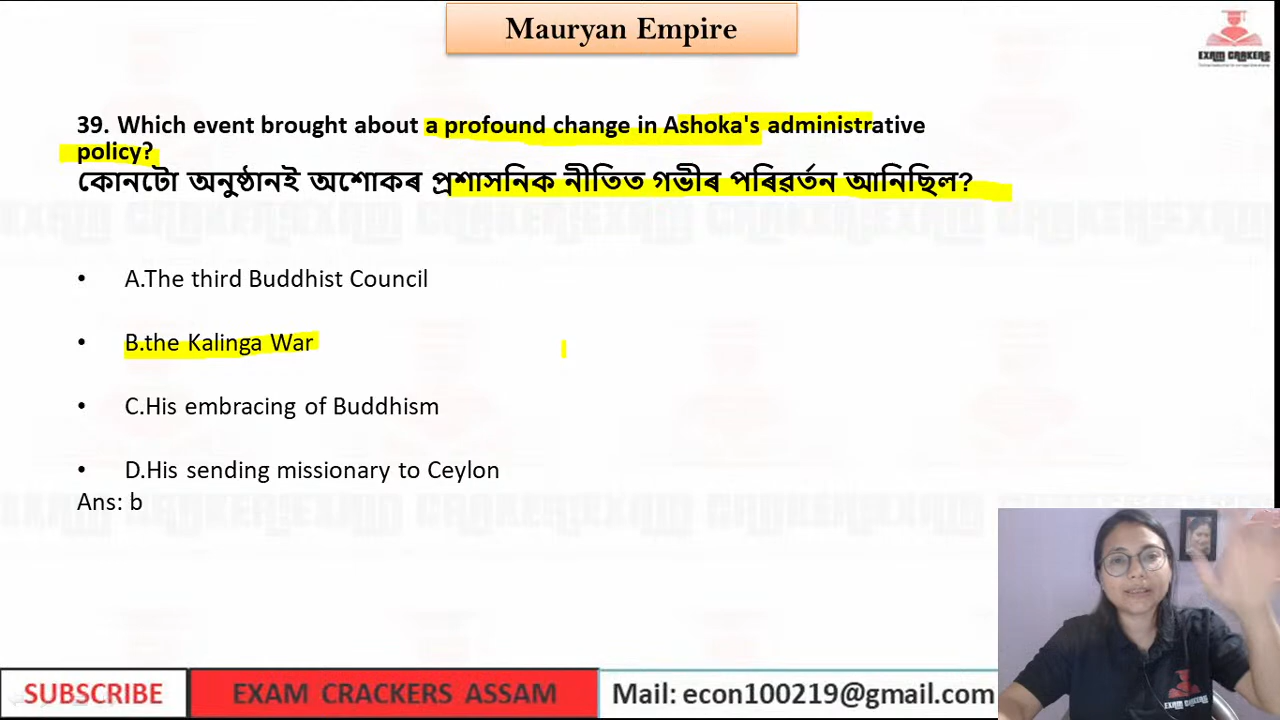 Mauryan Empire
EXAM CRAKERS
39. Which event brought about a profound change in Ashoka's administrative
policy?
কোনটো অনুষ্ঠানই অশোকৰ প্ৰশাসনিক নীতিত গভীৰ পৰিৱৰ্তন আনিছিল?
• A.The third Buddhist Council
• B.the Kalinga War
• C.His embracing of Buddhism
• D.His sending missionary to Ceylon
Ans: b
SUBSCRIBE
EXAM CRACKERS ASSAM
Mail: econ100219@gmail.com